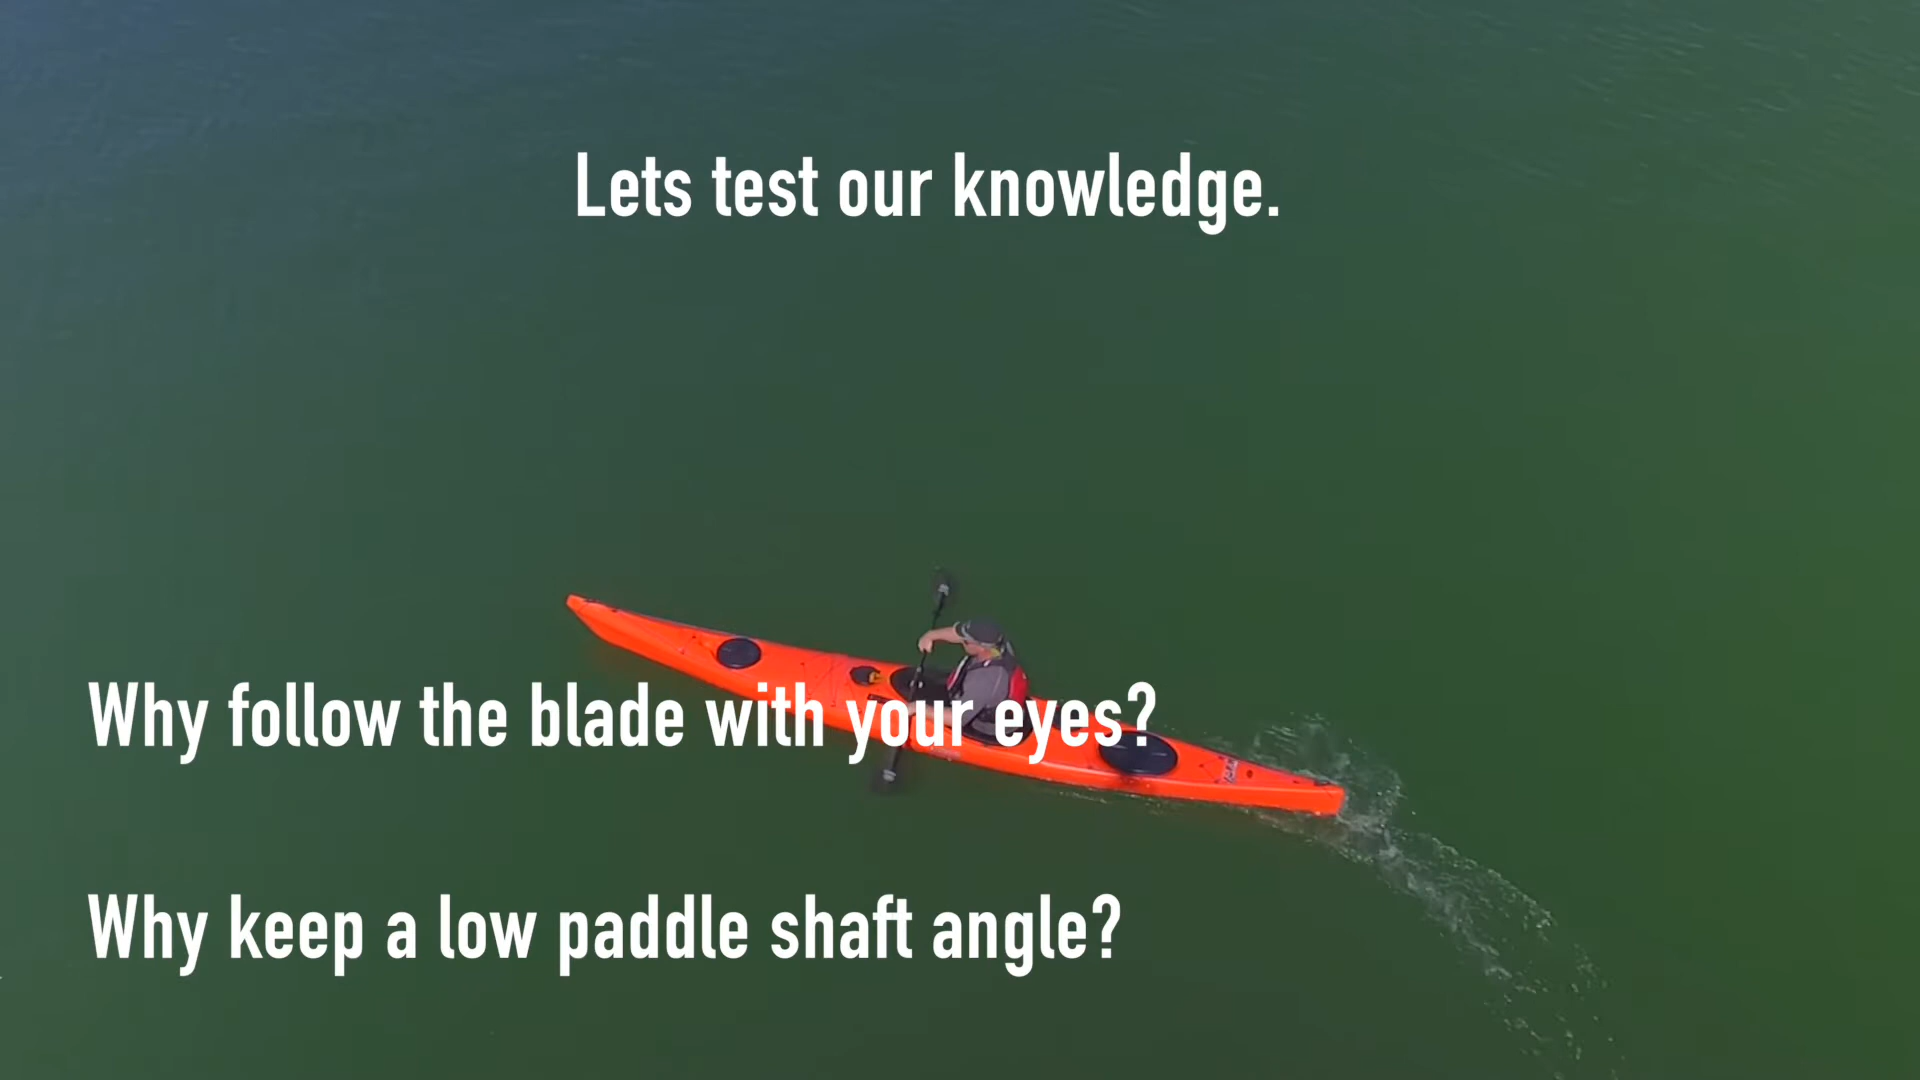 Lets test our knowledge.
Why follow the blade with your eyes?
Why keep a low paddle shaft angle?